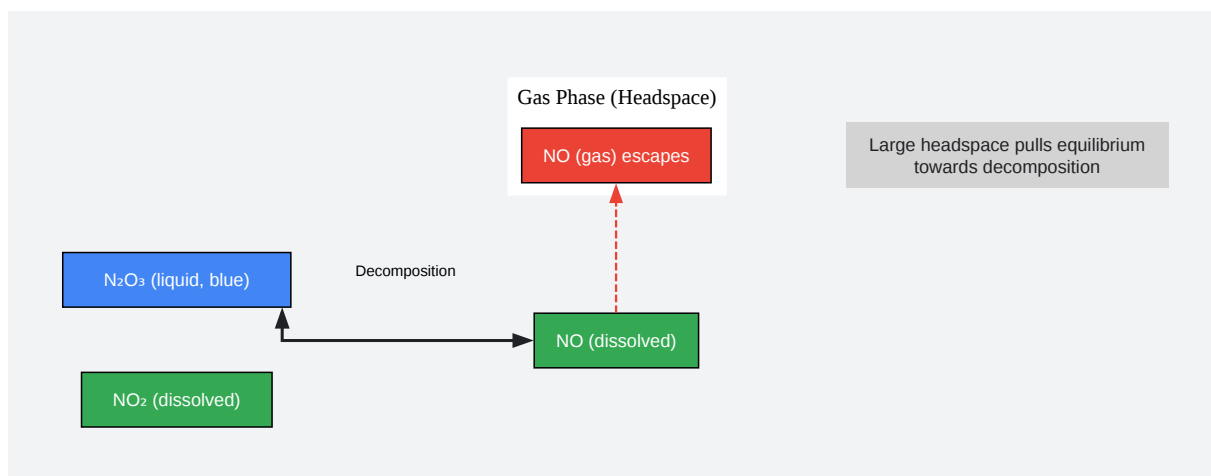 Gas Phase (Headspace)
NO (gas) escapes
Large headspace pulls equilibrium
towards decomposition
N₂O₃ (liquid, blue)
Decomposition
NO (dissolved)
NO₂ (dissolved)